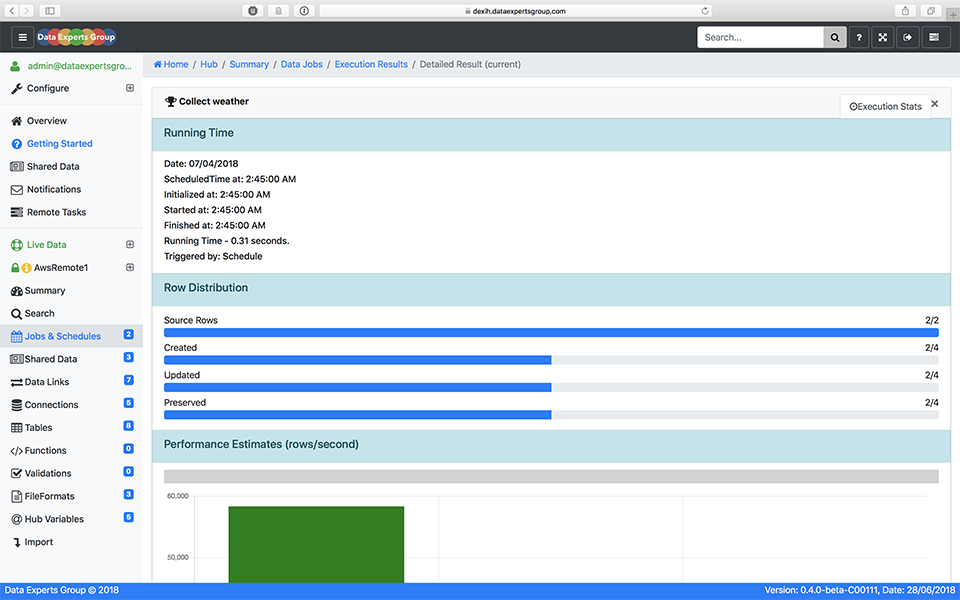 dexih.dataexpertsgroup.com
Data Experts Group
Search...
?
admin@dataexpertsgro...
Home / Hub / Summary / Data Jobs / Execution Results / Detailed Result (current)
Configure
Overview
Getting Started
Shared Data
Notifications
Remote Tasks
Live Data
AwsRemote1
Summary
Search
Jobs & Schedules 2
Shared Data 3
Data Links 7
Connections 5
Tables 8
Functions 0
Validations 0
FileFormats 3
Hub Variables 5
Import
Collect weather
Execution Stats
Running Time
Date: 07/04/2018
ScheduledTime at: 2:45:00 AM
Initialized at: 2:45:00 AM
Started at: 2:45:00 AM
Finished at: 2:45:00 AM
Running Time - 0.31 seconds.
Triggered by: Schedule
Row Distribution
Source Rows 2/2
Created 2/4
Updated 2/4
Preserved 2/4
Performance Estimates (rows/second)
60,000
50,000
Data Experts Group © 2018
Version: 0.4.0-beta-C00111, Date: 28/06/2018